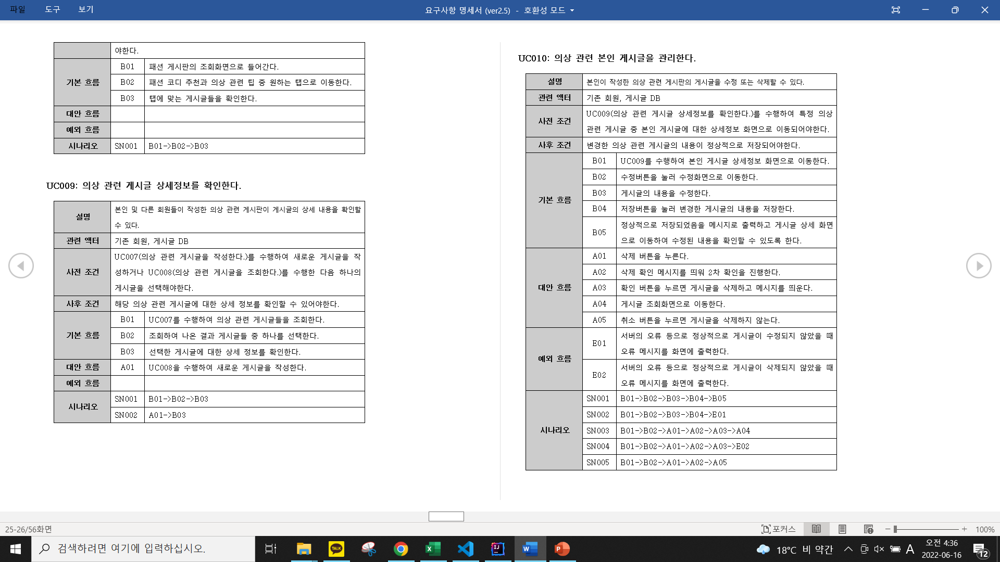 파일 도구 보기 요구사항 명세서 (ver2.5) - 호환성 모드
야한다.
기본 흐름
B01 패션 게시판의 조회화면으로 들어간다.
B02 패션 코디 추천과 의상 관련 팁 중 원하는 탭으로 이동한다.
B03 탭에 맞는 게시글들을 확인한다.
대안 흐름
예외 흐름
시나리오 SN001 B01->B02->B03
UC009: 의상 관련 게시글 상세정보를 확인한다.
설명
본인 및 다른 회원들이 작성한 의상 관련 게시판이 게시글의 상세 내용을 확인할
수 있다.
관련 액터 기존 회원, 게시글 DB
사전 조건
UC007(의상 관련 게시글을 작성한다.)를 수행하여 새로운 게시글을 작
성하거나 UC008(의상 관련 게시글을 조회한다.)를 수행한 다음 하나의
게시글을 선택해야한다.
사후 조건 해당 의상 관련 게시글에 대한 상세 정보를 확인할 수 있어야한다.
기본 흐름
B01 UC007를 수행하여 의상 관련 게시글들을 조회한다.
B02 조회하여 나온 결과 게시글들 중 하나를 선택한다.
B03 선택한 게시글에 대한 상세 정보를 확인한다.
대안 흐름 A01 UC008을 수행하여 새로운 게시글을 작성한다.
예외 흐름
시나리오
SN001 B01->B02->B03
SN002 A01->B03
UC010: 의상 관련 본인 게시글을 관리한다.
설명 본인이 작성한 의상 관련 게시판의 게시글을 수정 또는 삭제할 수 있다.
관련 액터 기존 회원, 게시글 DB
사전 조건
UC009(의상 관련 게시글 상세정보를 확인한다.)를 수행하여 특정 의상
관련 게시글 중 본인 게시글에 대한 상세정보 화면으로 이동되어야한다.
사후 조건 변경한 의상 관련 게시글의 내용이 정상적으로 저장되어야한다.
기본 흐름
B01 UC009를 수행하여 본인 게시글 상세정보 화면으로 이동한다.
B02 수정버튼을 눌러 수정화면으로 이동한다.
B03 게시글의 내용을 수정한다.
B04 저장버튼을 눌러 변경한 게시글의 내용을 저장한다.
B05 정상적으로 저장되었음을 메시지로 출력하고 게시글 상세 화면
으로 이동하여 수정된 내용을 확인할 수 있도록 한다.
대안 흐름
A01 삭제 버튼을 누른다.
A02 삭제 확인 메시지를 띄워 2차 확인을 진행한다.
A03 확인 버튼을 누르면 게시글을 삭제하고 메시지를 띄운다.
A04 게시글 조회화면으로 이동한다.
A05 취소 버튼을 누르면 게시글을 삭제하지 않는다.
예외 흐름
E01 서버의 오류 등으로 정상적으로 게시글이 수정되지 않았을 때
오류 메시지를 화면에 출력한다.
E02 서버의 오류 등으로 정상적으로 게시글이 삭제되지 않았을 때
오류 메시지를 화면에 출력한다.
시나리오
SN001 B01->B02->B03->B04->B05
SN002 B01->B02->B03->B04->E01
SN003 B01->B02->A01->A02->A03->A04
SN004 B01->B02->A01->A02->A03->E02
SN005 B01->B02->A01->A02->A05
25-26/56화면 포커스 100%
검색하려면 여기에 입력하십시오. TALK IJ 18°C 비 약간 A 오전 4:36
2022-06-16 12